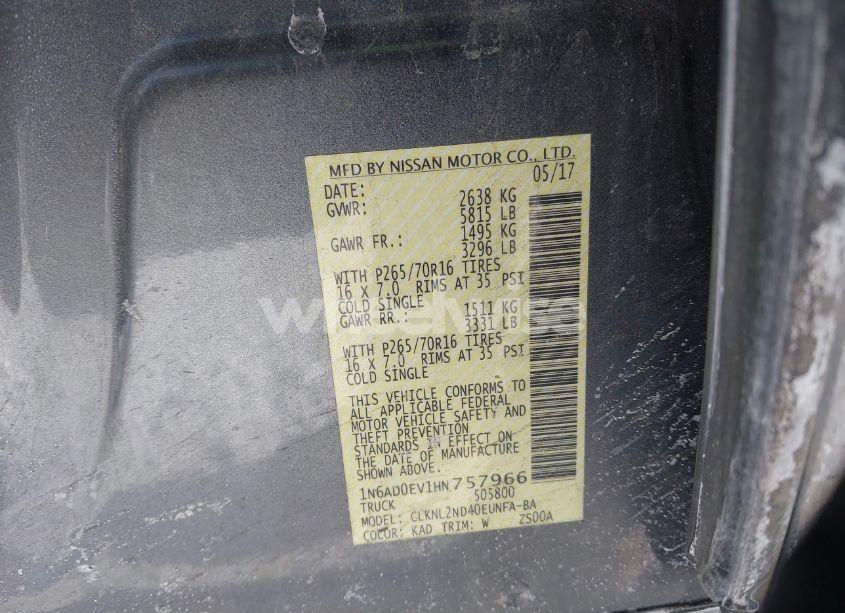 MFD BY NISSAN MOTOR CO., LTD.
DATE: 05/17
GVWR: 2638 KG
5815 LB
GAWR FR.: 1495 KG
3296 LB
WITH P265/70R16 TIRES
16 X 7.0 RIMS AT 35 PSI
COLD SINGLE
GAWR RR.: 1511 KG
3331 LB
WITH P265/70R16 TIRES
16 X 7.0 RIMS AT 35 PSI
COLD SINGLE
THIS VEHICLE CONFORMS TO
ALL APPLICABLE FEDERAL
MOTOR VEHICLE SAFETY AND
THEFT PREVENTION
STANDARDS IN EFFECT ON
THE DATE OF MANUFACTURE
SHOWN ABOVE.
1N6AD0EV1HN757966
TRUCK 505800
MODEL: CLKNL2ND40EUNFA-BA
COLOR: KAD TRIM: W ZS00A